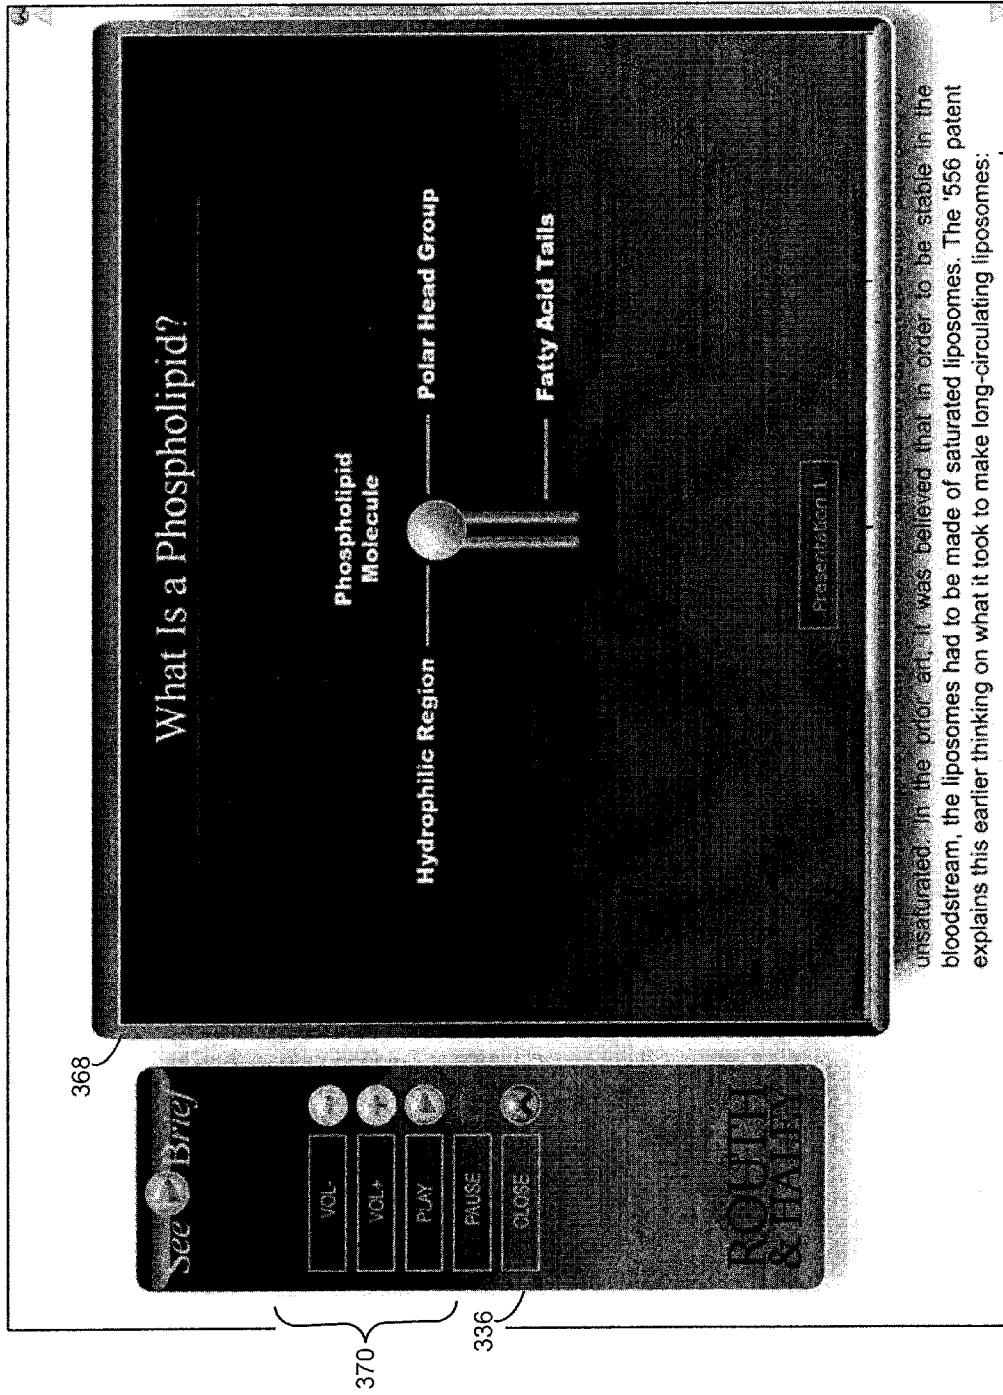 368
See Brief
VOL-
VOL+
PLAY
PAUSE
CLOSE
370
336
ROUTH
& HALEY
What Is a Phospholipid?
Phospholipid
Molecule
Hydrophilic Region
Polar Head Group
Fatty Acid Tails
Presentation 1
unsaturated. In the prior art, it was believed that in order to be stable in the
bloodstream, the liposomes had to be made of saturated liposomes. The '556 patent
explains this earlier thinking on what it took to make long-circulating liposomes: